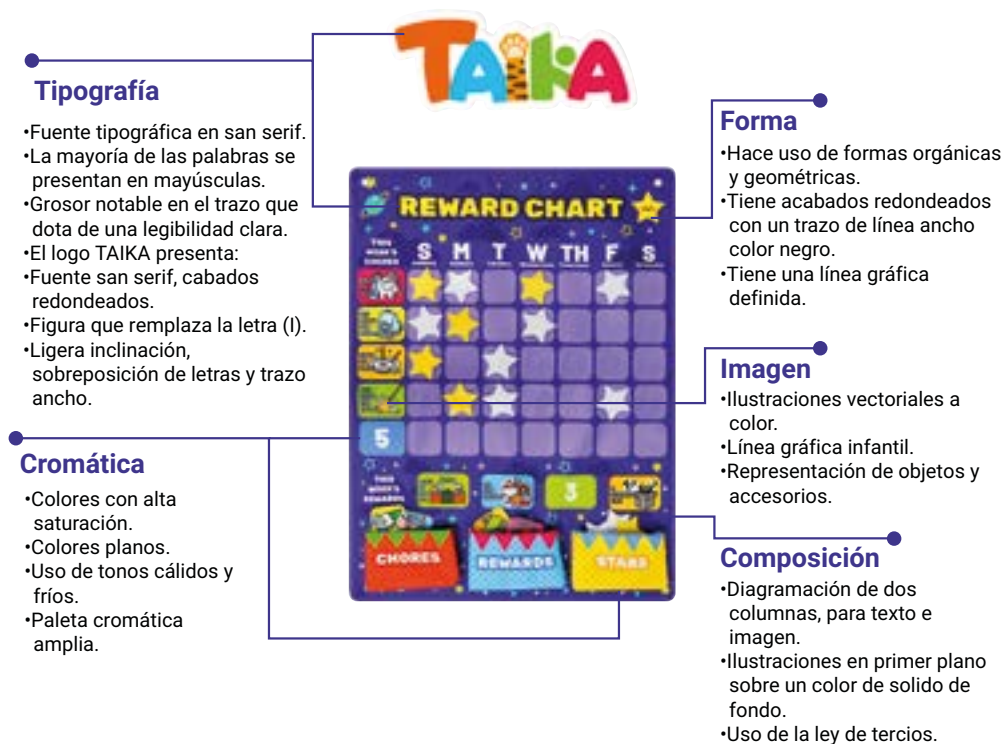 TAIKA
Tipografía
•Fuente tipográfica en san serif.
•La mayoría de las palabras se
presentan en mayúsculas.
•Grosor notable en el trazo que
dota de una legibilidad clara.
•El logo TAIKA presenta:
•Fuente san serif, cabados
redondeados.
•Figura que remplaza la letra (I).
•Ligera inclinación,
sobreposición de letras y trazo
ancho.
Cromática
•Colores con alta
saturación.
•Colores planos.
•Uso de tonos cálidos y
fríos.
•Paleta cromática
amplia.
REWARD CHART
THIS
WEEK'S
CHORES
S M T W TH F S
5
THIS
WEEK'S
REWARDS
3
CHORES
REWARDS
STARS
Forma
•Hace uso de formas orgánicas
y geométricas.
•Tiene acabados redondeados
con un trazo de línea ancho
color negro.
•Tiene una línea gráfica
definida.
Imagen
•Ilustraciones vectoriales a
color.
•Línea gráfica infantil.
•Representación de objetos y
accesorios.
Composición
•Diagramación de dos
columnas, para texto e
imagen.
•Ilustraciones en primer plano
sobre un color de solido de
fondo.
•Uso de la ley de tercios.